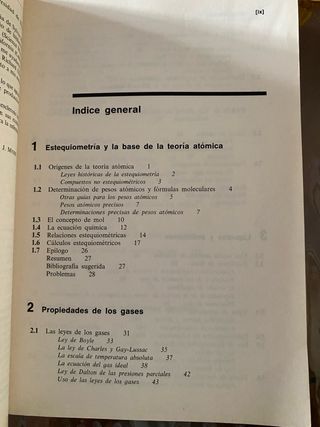 [ix]
Indice general
1 Estequiometría y la base de la teoría atómica
1.1 Orígenes de la teoría atómica 1
Leyes históricas de la estequiometría 2
Compuestos no estequiométricos 3
1.2 Determinación de pesos atómicos y fórmulas moleculares 4
Otras guías para los pesos atómicos 5
Pesos atómicos precisos 7
Determinaciones precisas de pesos atómicos 7
1.3 El concepto de mol 10
1.4 La ecuación química 12
1.5 Relaciones estequiométricas 14
1.6 Cálculos estequiométricos 17
1.7 Epílogo 26
Resumen 27
Bibliografía sugerida 27
Problemas 28
2 Propiedades de los gases
2.1 Las leyes de los gases 31
Ley de Boyle 33
La ley de Charles y Gay-Lussac 35
La escala de temperatura absoluta 37
La ecuación del gas ideal 38
Ley de Dalton de las presiones parciales 42
Uso de las leyes de los gases 43